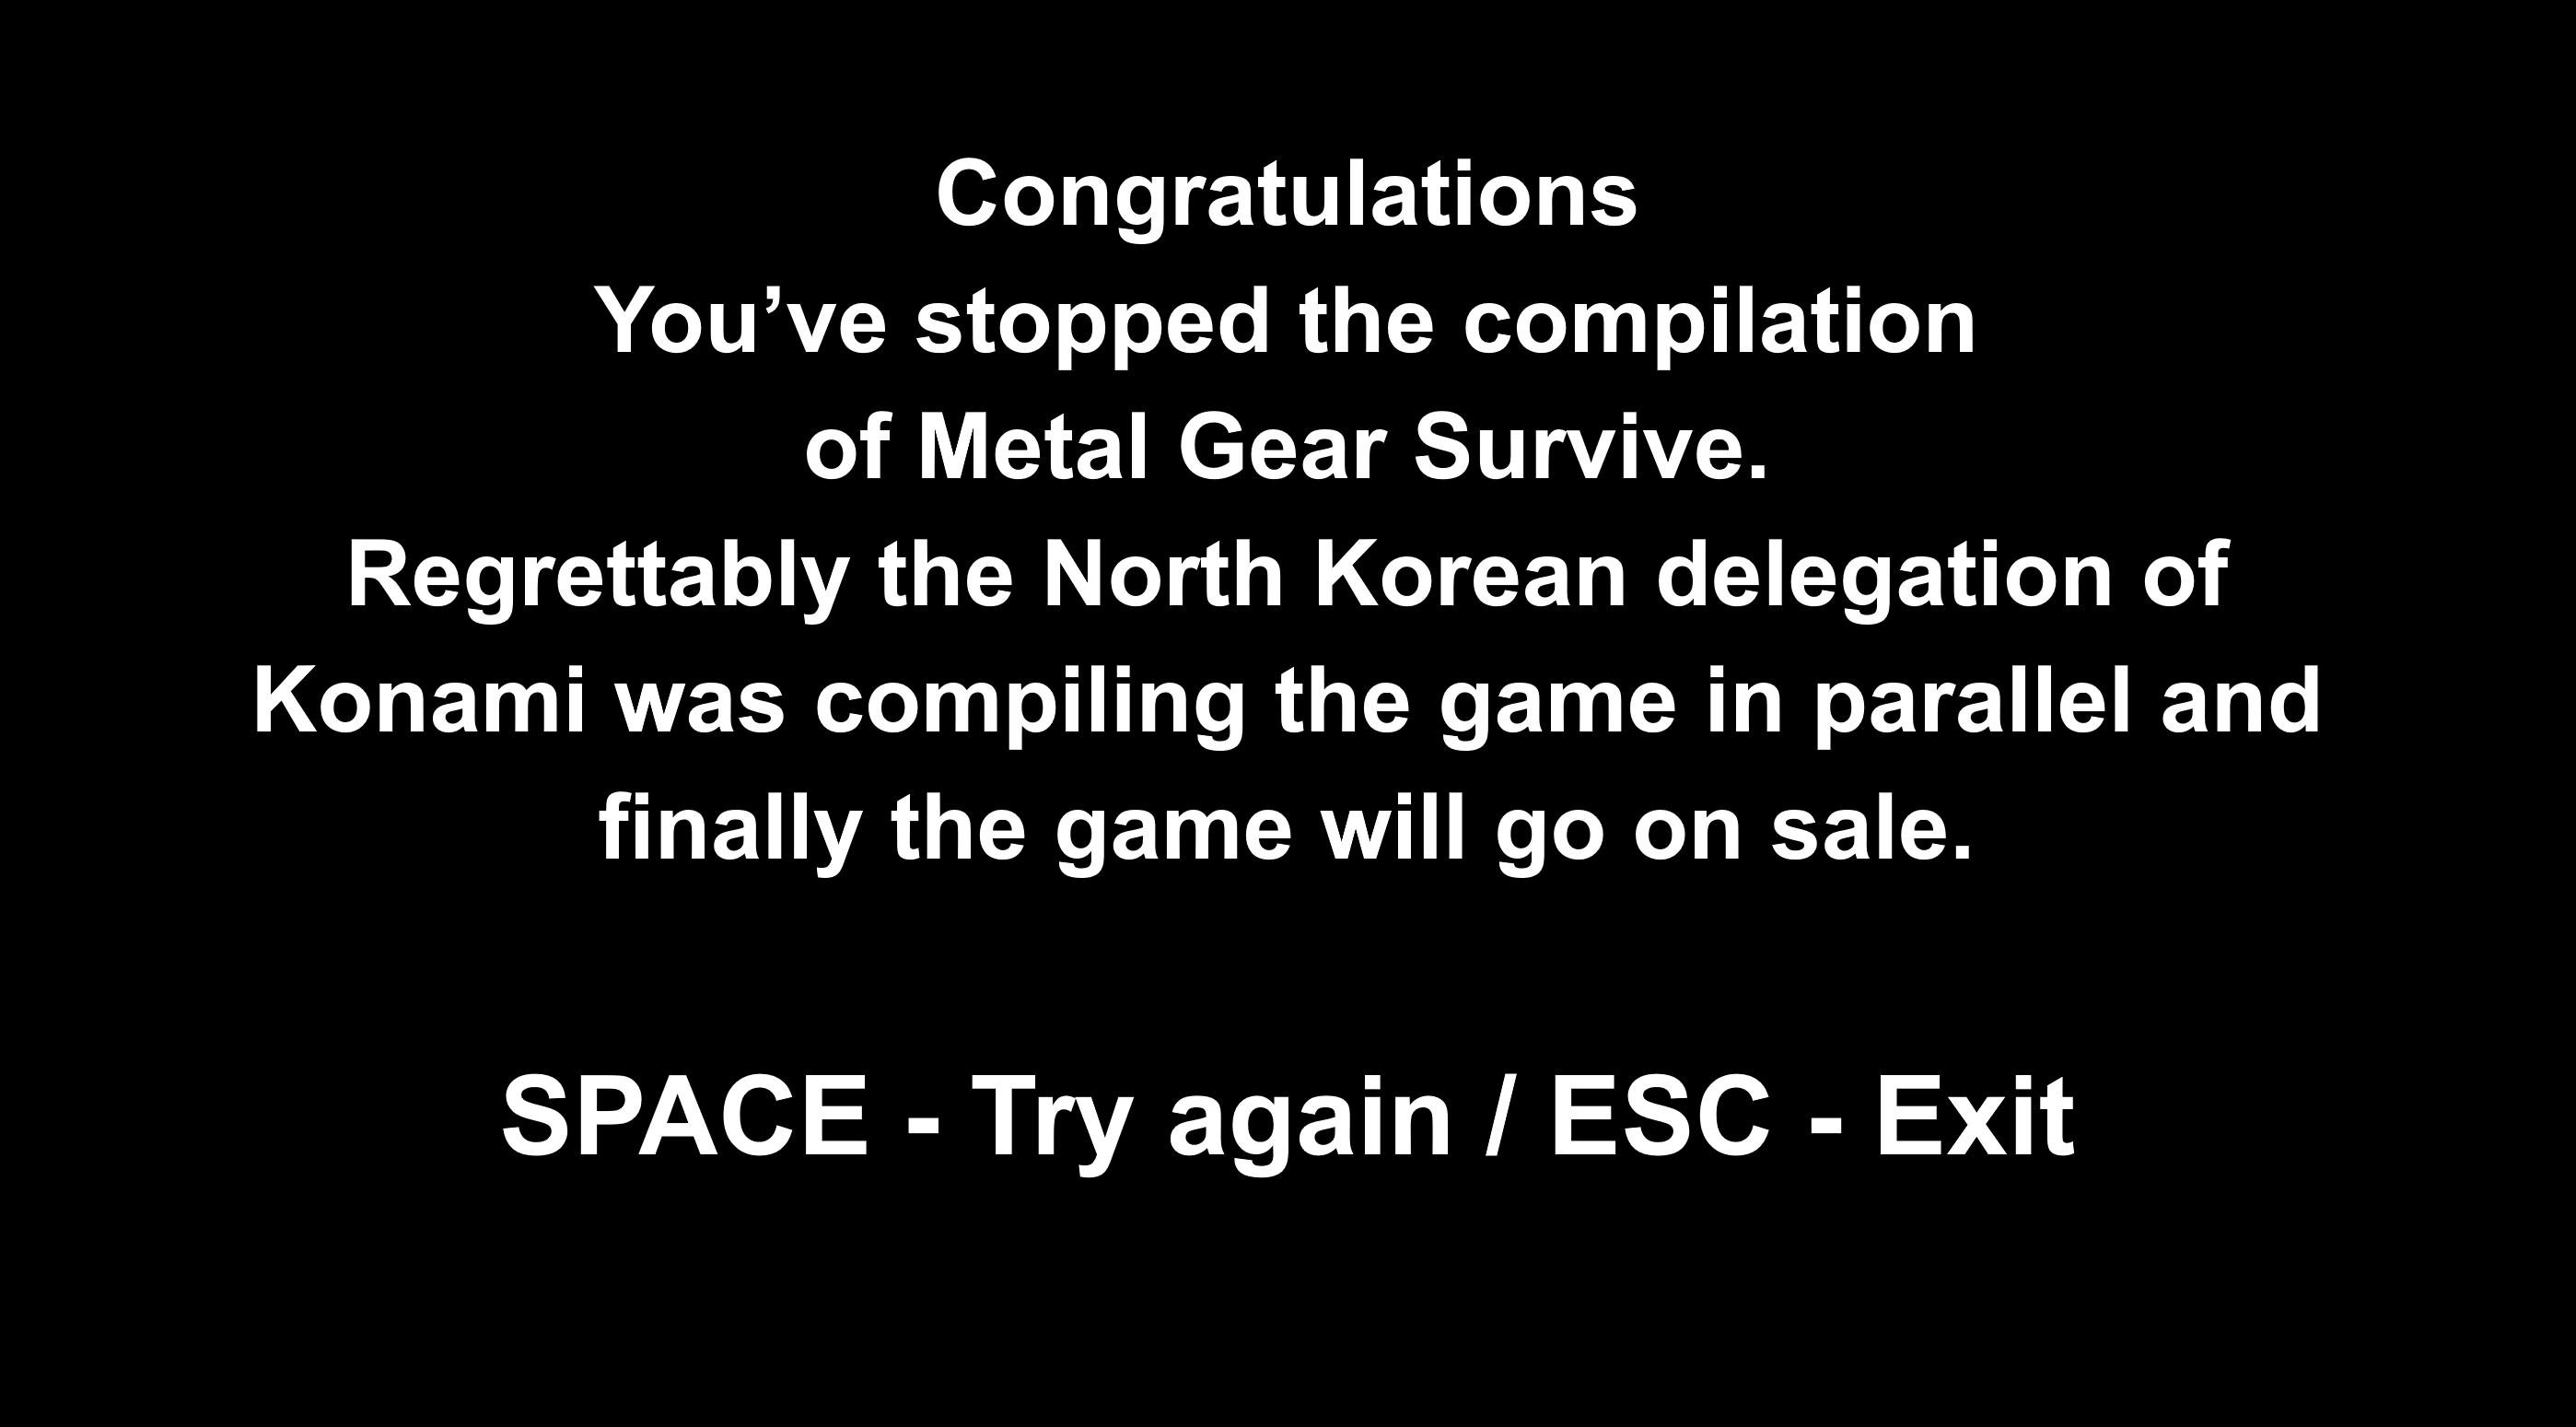 Congratulations
You’ve stopped the compilation
of Metal Gear Survive.
Regrettably the North Korean delegation of
Konami was compiling the game in parallel and
finally the game will go on sale.
SPACE - Try again / ESC - Exit